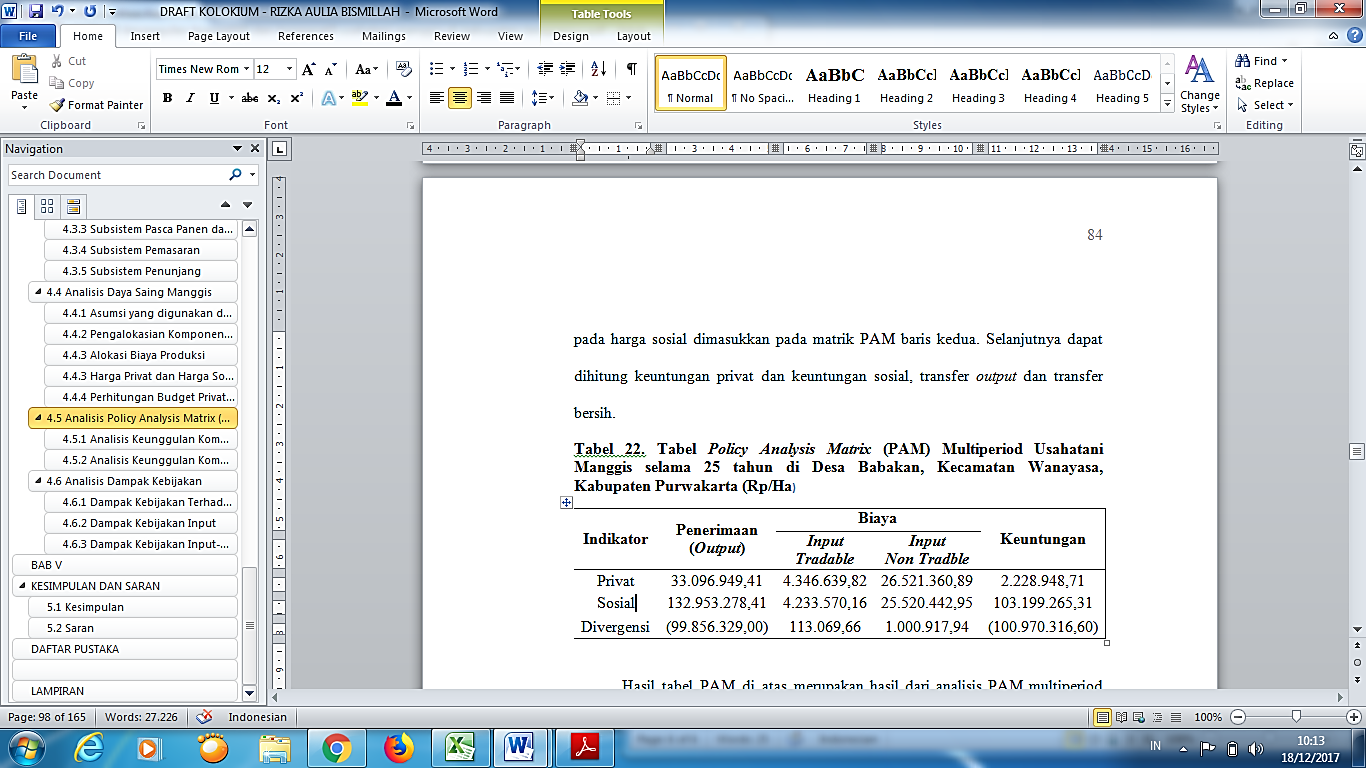 DRAFT KOLOKIUM - RIZKA AULIA BISMILLAH - Microsoft Word
Table Tools
File Home Insert Page Layout References Mailings Review View Design Layout
Paste
Cut
Copy
Format Painter
Clipboard
Times New Rom 12
Font
Paragraph
AaBbCcDc AaBbCcDc AaBbC AaBbCcI AaBbCcI AaBbCcI AaBbCcD
¶ Normal ¶ No Spaci... Heading 1 Heading 2 Heading 3 Heading 4 Heading 5
Styles
Change Styles
Find
Replace
Select
Editing
Navigation
Search Document
4.3.3 Subsistem Pasca Panen da...
4.3.4 Subsistem Pemasaran
4.3.5 Subsistem Penunjang
4.4 Analisis Daya Saing Manggis
4.4.1 Asumsi yang digunakan d...
4.4.2 Pengalokasian Komponen...
4.4.3 Alokasi Biaya Produksi
4.4.3 Harga Privat dan Harga So...
4.4.4 Perhitungan Budget Privat...
4.5 Analisis Policy Analysis Matrix (...
4.5.1 Analisis Keunggulan Kom...
4.5.2 Analisis Keunggulan Kom...
4.6 Analisis Dampak Kebijakan
4.6.1 Dampak Kebijakan Terhad...
4.6.2 Dampak Kebijakan Input
4.6.3 Dampak Kebijakan Input-...
BAB V
KESIMPULAN DAN SARAN
5.1 Kesimpulan
5.2 Saran
DAFTAR PUSTAKA
LAMPIRAN
84
pada harga sosial dimasukkan pada matrik PAM baris kedua. Selanjutnya dapat
dihitung keuntungan privat dan keuntungan sosial, transfer output dan transfer
bersih.
Tabel 22. Tabel Policy Analysis Matrix (PAM) Multiperiod Usahatani
Manggis selama 25 tahun di Desa Babakan, Kecamatan Wanayasa,
Kabupaten Purwakarta (Rp/Ha)
Indikator Penerimaan (Output) Biaya Keuntungan
Input Tradable Input Non Tradble
Privat 33.096.949,41 4.346.639,82 26.521.360,89 2.228.948,71
Sosial 132.953.278,41 4.233.570,16 25.520.442,95 103.199.265,31
Divergensi (99.856.329,00) 113.069,66 1.000.917,94 (100.970.316,60)
Hasil tabel PAM di atas merupakan hasil dari analisis PAM multiperiod
Page: 98 of 165 Words: 27.226 Indonesian 100%
IN 10:13
18/12/2017